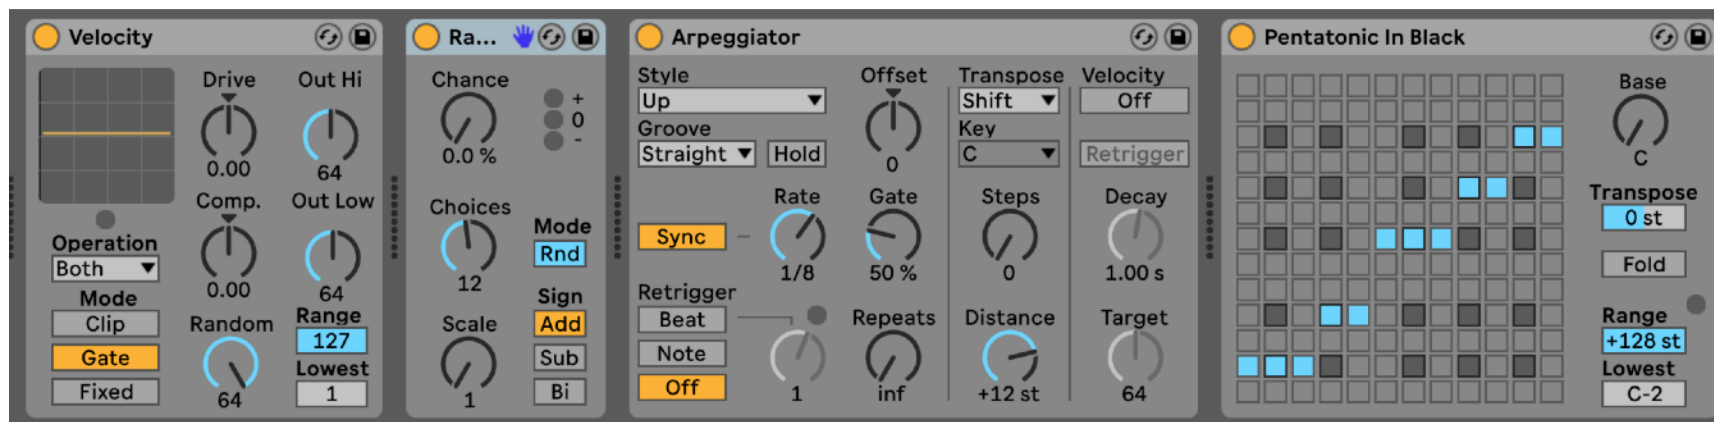 Velocity
Drive
Out Hi
0.00
64
Comp.
Out Low
Operation
Both
0.00
64
Mode
Clip
Random
Range
127
Gate
Lowest
Fixed
64
1
Ra...
Chance
+
0
-
0.0 %
Choices
Mode
Rnd
12
Sign
Scale
Add
Sub
1
Bi
Arpeggiator
Style
Offset
Transpose
Velocity
Up
Shift
Off
Groove
Key
Straight
Hold
0
C
Retrigger
Rate
Gate
Steps
Decay
Sync
1/8
50 %
0
1.00 s
Retrigger
Beat
Repeats
Distance
Target
Note
Off
1
inf
+12 st
64
Pentatonic In Black
Base
C
Transpose
0 st
Fold
Range
+128 st
Lowest
C-2